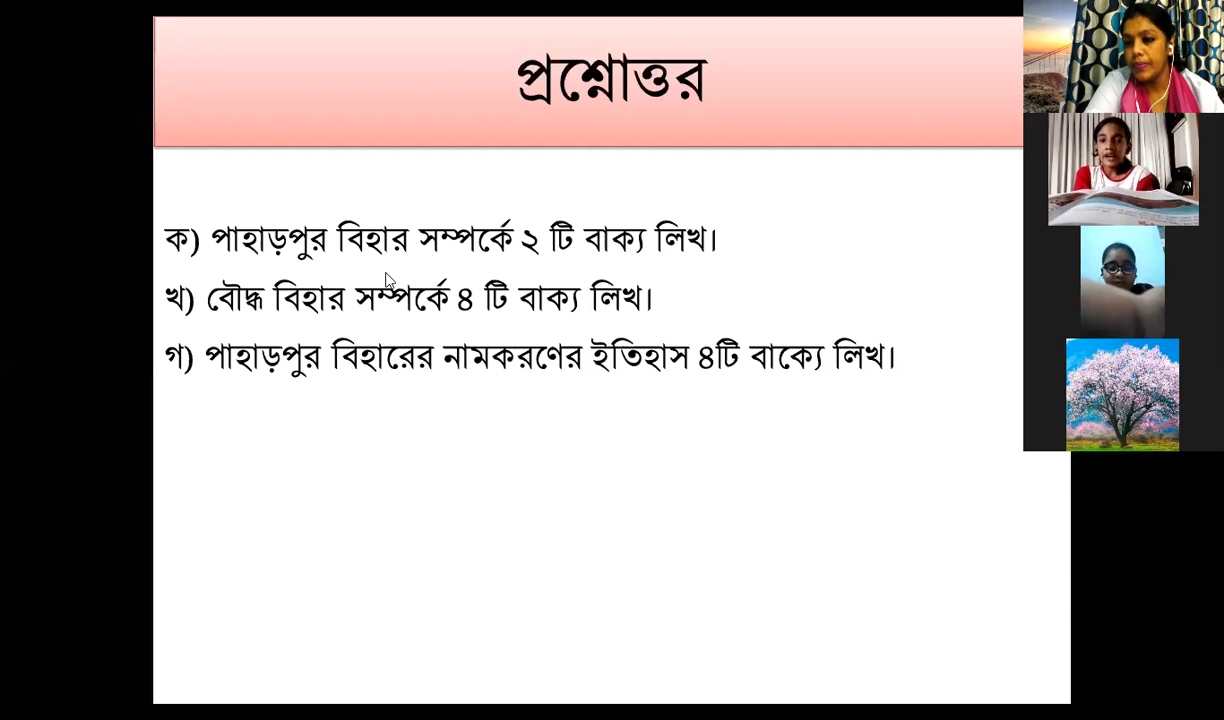 প্রশ্নোত্তর
ক) পাহাড়পুর বিহার সম্পর্কে ২ টি বাক্য লিখ।
খ) বৌদ্ধ বিহার সম্পর্কে ৪ টি বাক্য লিখ।
গ) পাহাড়পুর বিহারের নামকরণের ইতিহাস ৪টি বাক্যে লিখ।